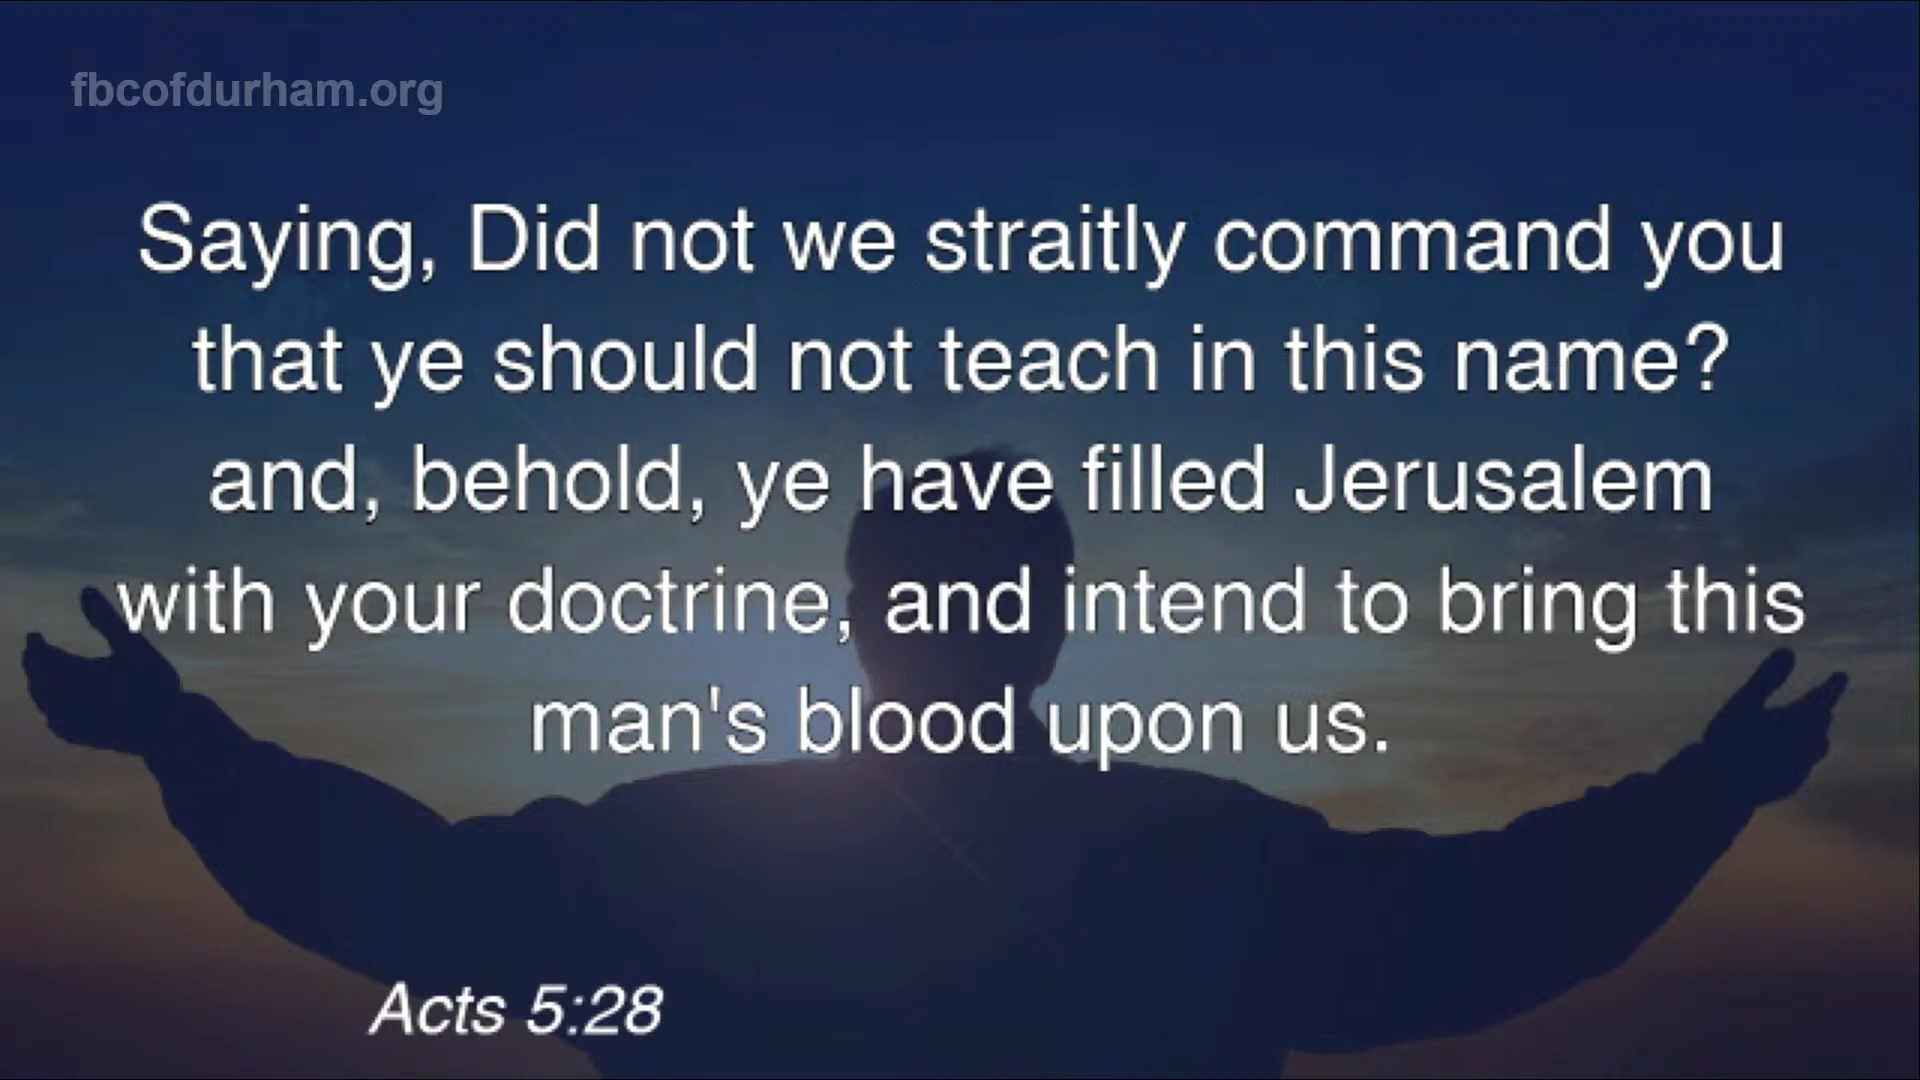 fbcofdurham.org
Saying, Did not we straitly command you
that ye should not teach in this name?
and, behold, ye have filled Jerusalem
with your doctrine, and intend to bring this
man's blood upon us.
Acts 5:28